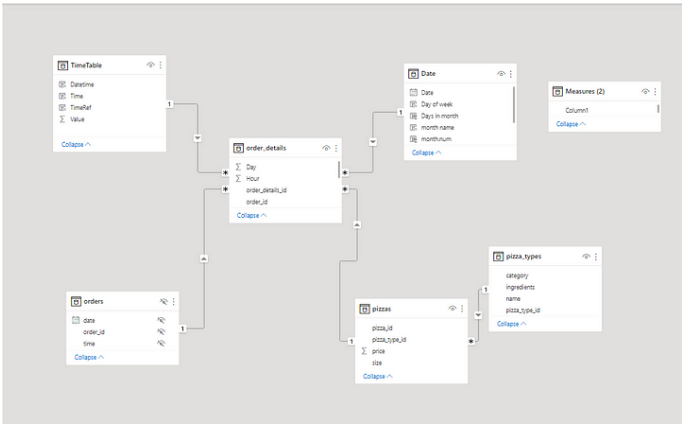 TimeTable
Datetime
Time
TimeRef
Value
Collapse
1
Date
Date
Day of week
Days in month
month name
monthnum
Collapse
1
Measures (2)
Column1
Collapse
order_details
Day
Hour
order_details_id
order_id
Collapse
*
*
*
*
orders
date
order_id
time
Collapse
1
pizzas
pizza_id
pizza_type_id
price
size
Collapse
1
*
pizza_types
category
ingredients
name
pizza_type_id
Collapse
1